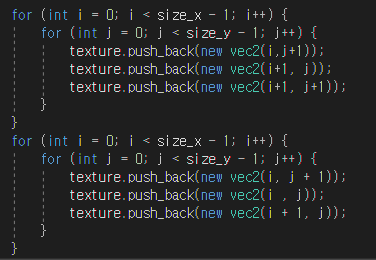 for (int i = 0; i < size_x - 1; i++) {
    for (int j = 0; j < size_y - 1; j++) {
        texture.push_back(new vec2(i,j+1));
        texture.push_back(new vec2(i+1, j));
        texture.push_back(new vec2(i+1, j+1));
    }
}
for (int i = 0; i < size_x - 1; i++) {
    for (int j = 0; j < size_y - 1; j++) {
        texture.push_back(new vec2(i, j + 1));
        texture.push_back(new vec2(i , j));
        texture.push_back(new vec2(i + 1, j));
    }
}